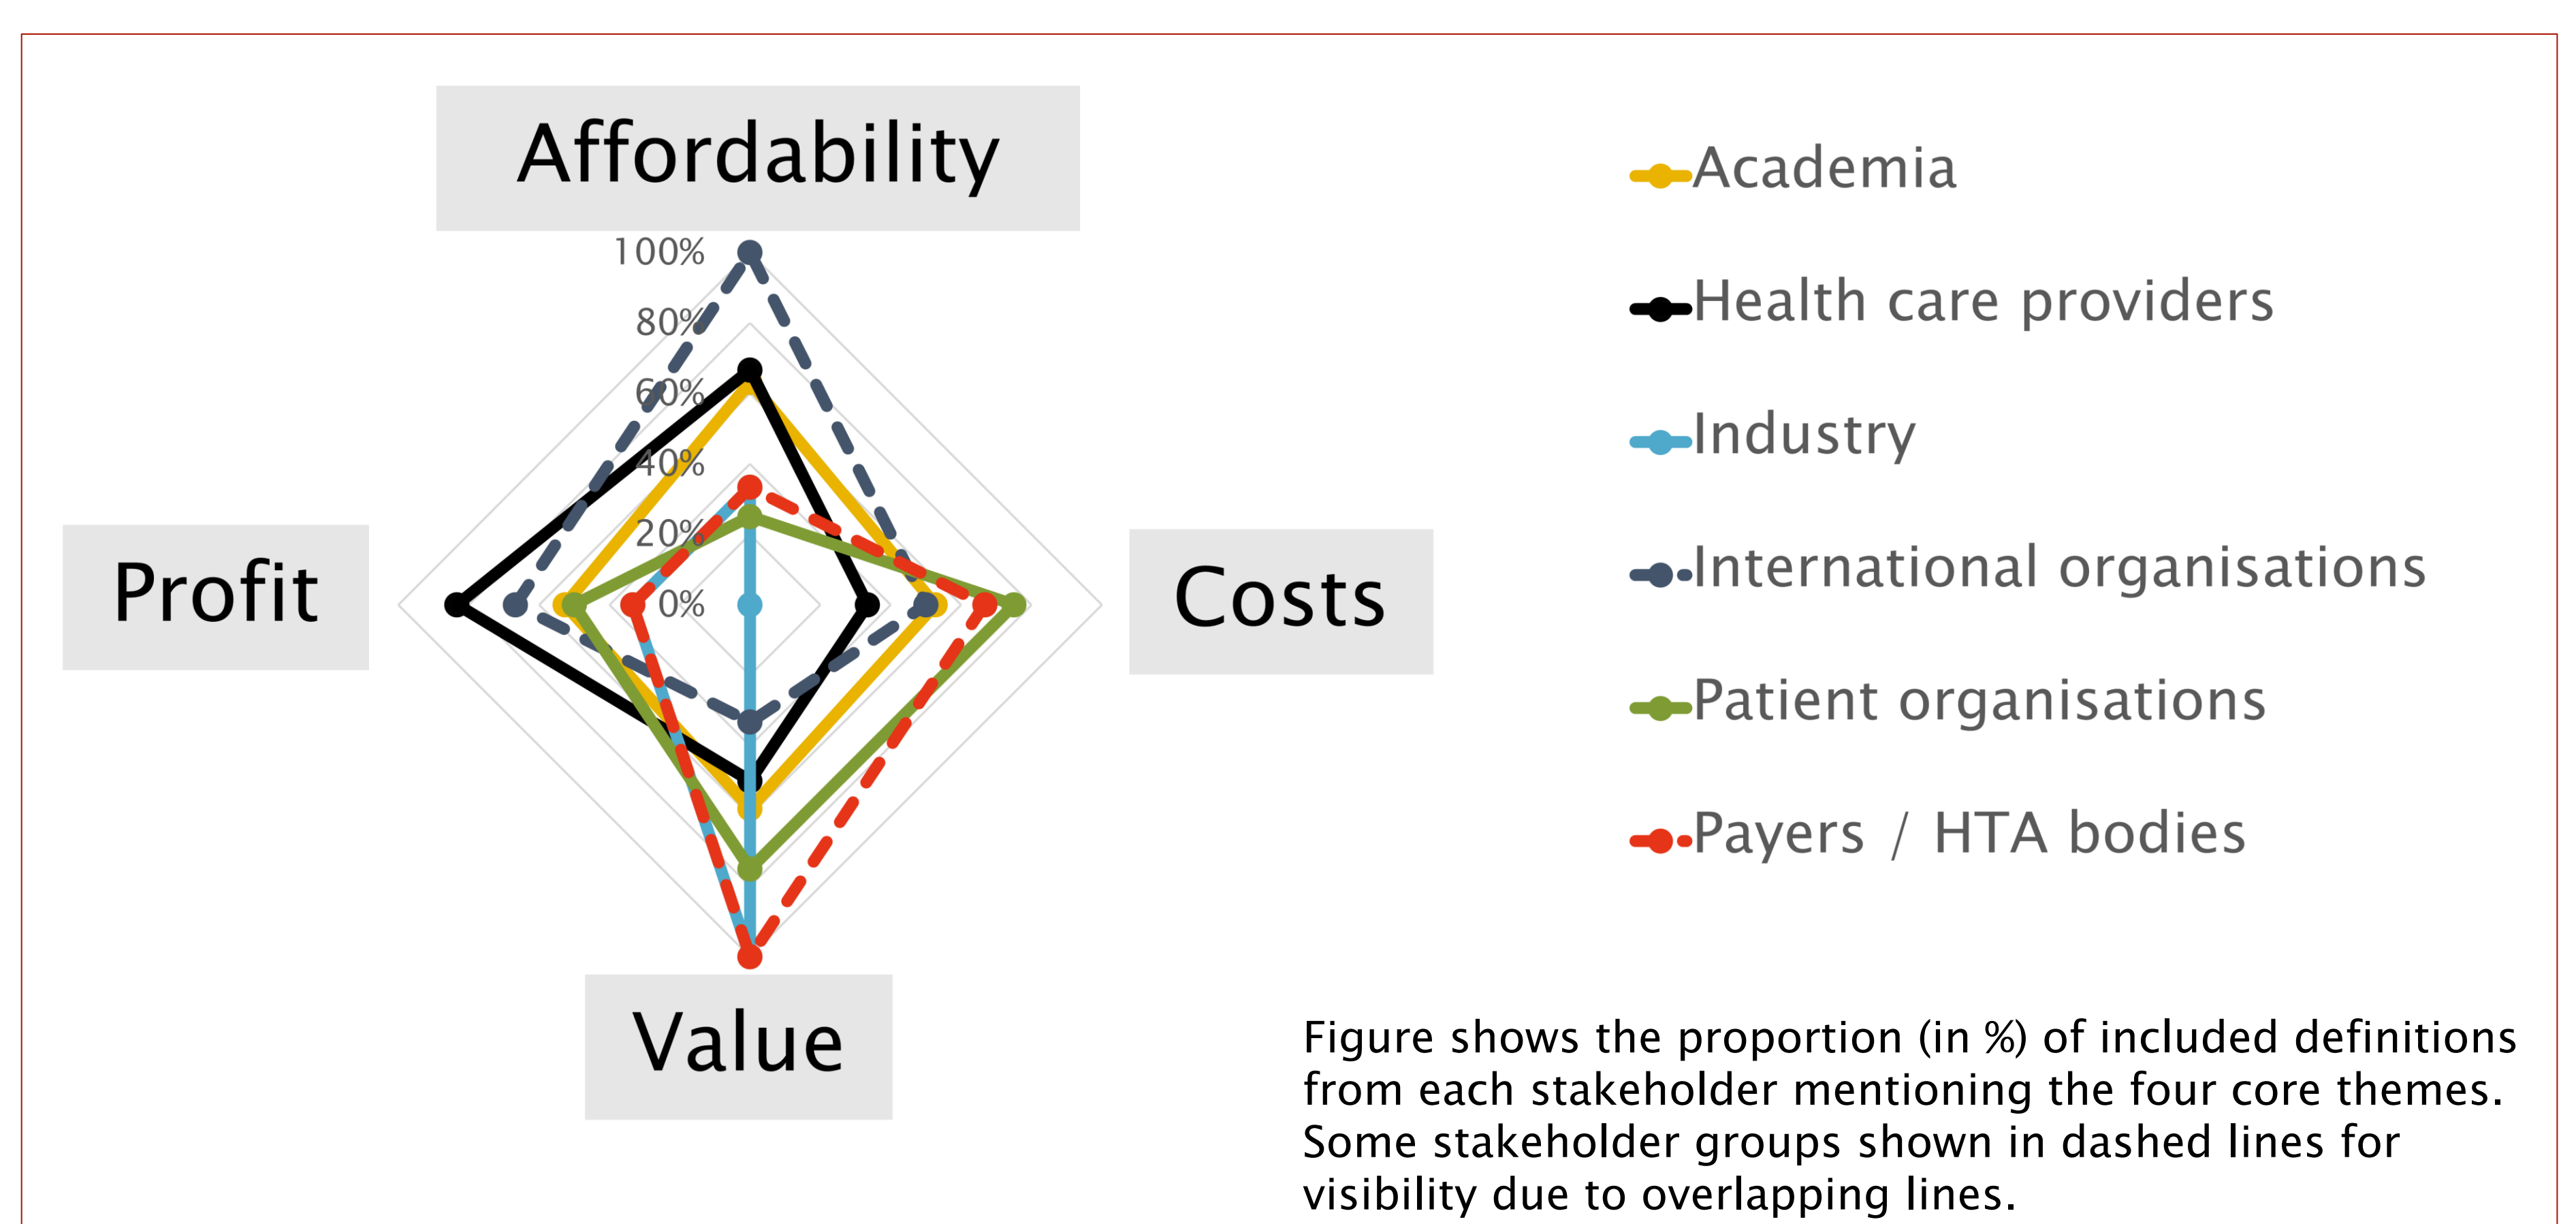 Affordability
100%
80%
60%
40%
20%
0%
Profit
Costs
Value
Academia
Health care providers
Industry
International organisations
Patient organisations
Payers / HTA bodies
Figure shows the proportion (in %) of included definitions
from each stakeholder mentioning the four core themes.
Some stakeholder groups shown in dashed lines for
visibility due to overlapping lines.